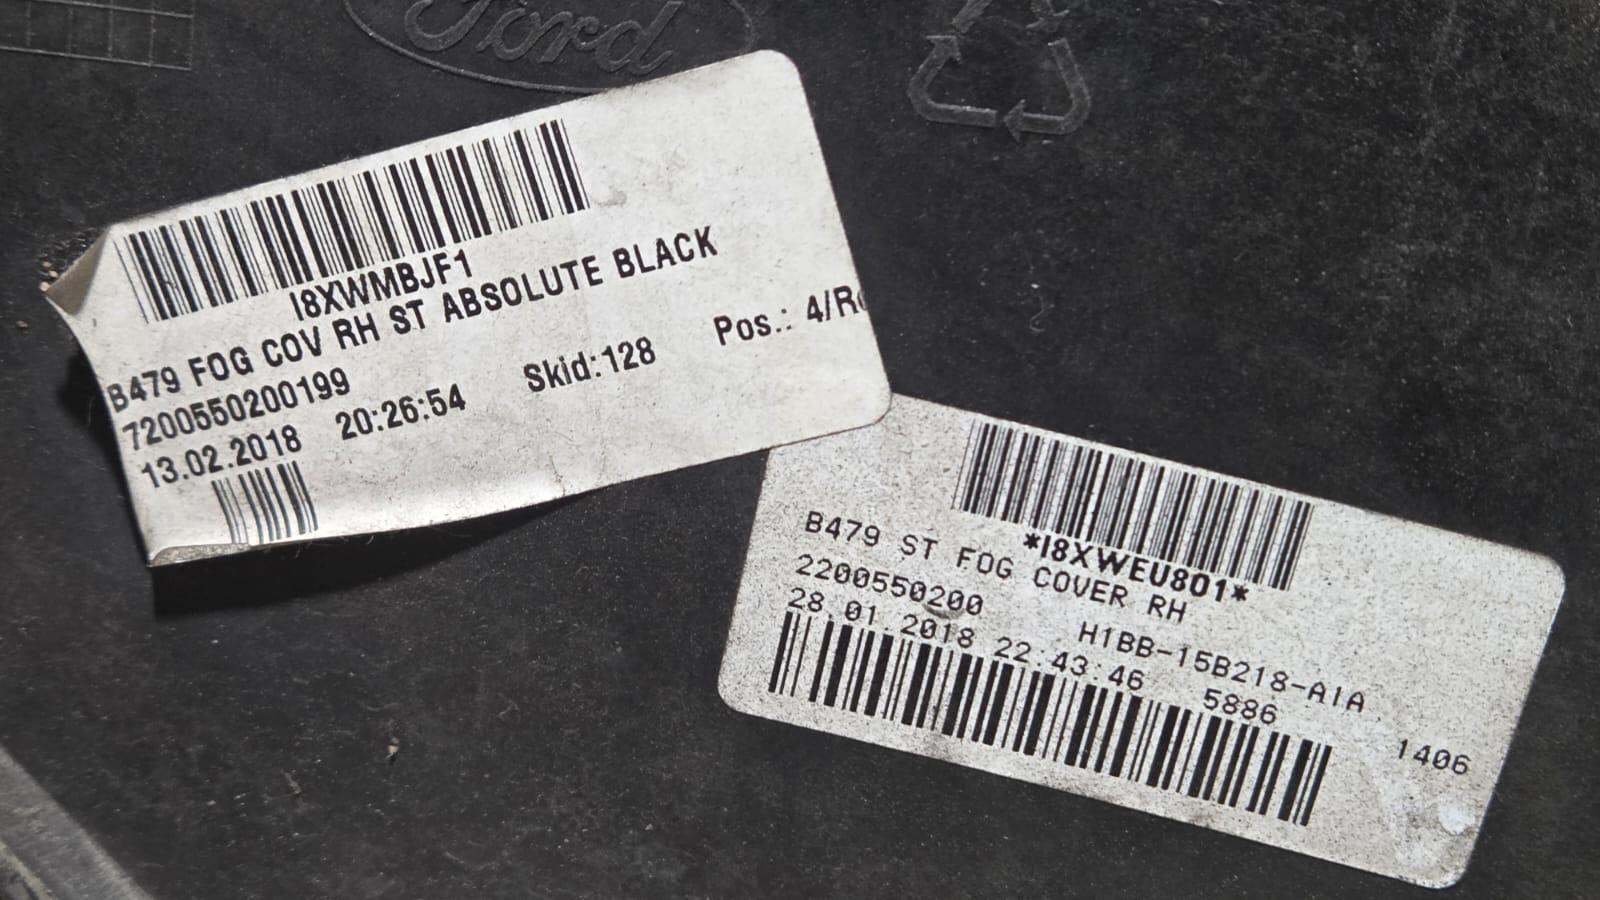 Ford
I8XWMBJF1
B479 FOG COV RH ST ABSOLUTE BLACK
7200550200199
13.02.2018 20:26:54 Skid:128 Pos.: 4/R
*I8XWEU801*
B479 ST FOG COVER RH
2200550200 H1BB-15B218-A1A
28.01.2018 22:43:46 5886
1406